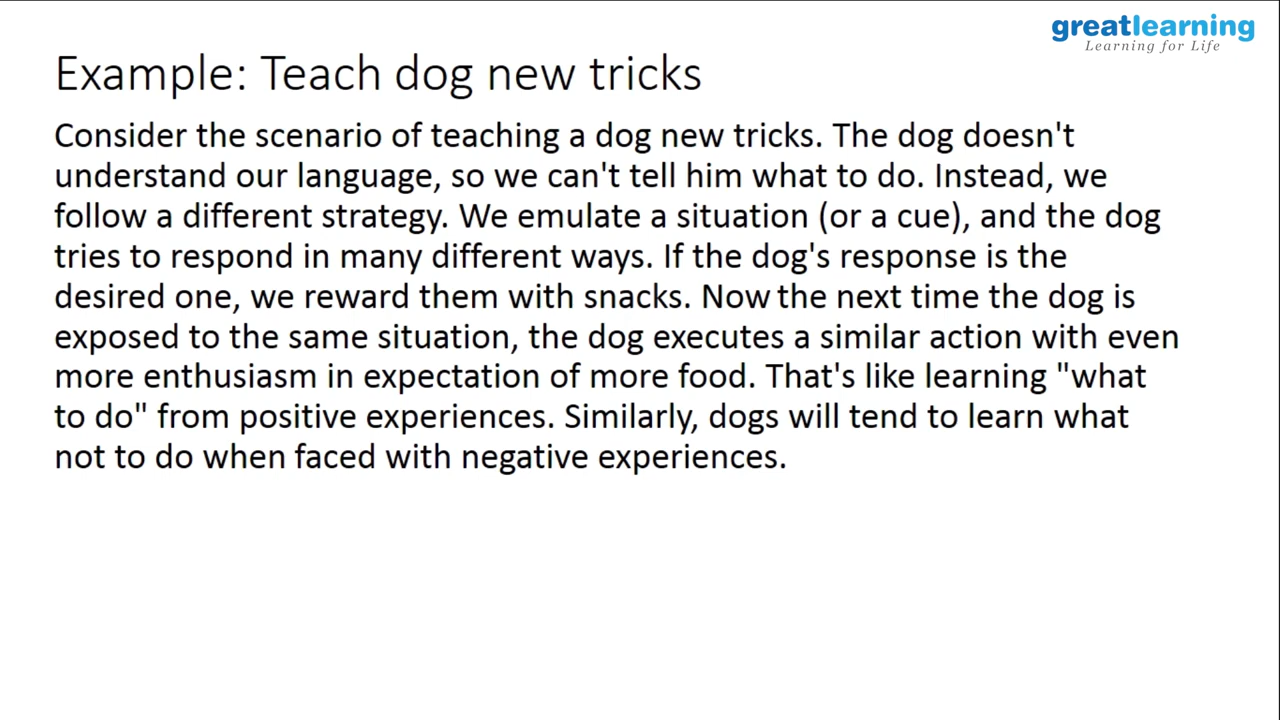 greatlearning
Learning for Life
Example: Teach dog new tricks
Consider the scenario of teaching a dog new tricks. The dog doesn't
understand our language, so we can't tell him what to do. Instead, we
follow a different strategy. We emulate a situation (or a cue), and the dog
tries to respond in many different ways. If the dog's response is the
desired one, we reward them with snacks. Now the next time the dog is
exposed to the same situation, the dog executes a similar action with even
more enthusiasm in expectation of more food. That's like learning "what
to do" from positive experiences. Similarly, dogs will tend to learn what
not to do when faced with negative experiences.